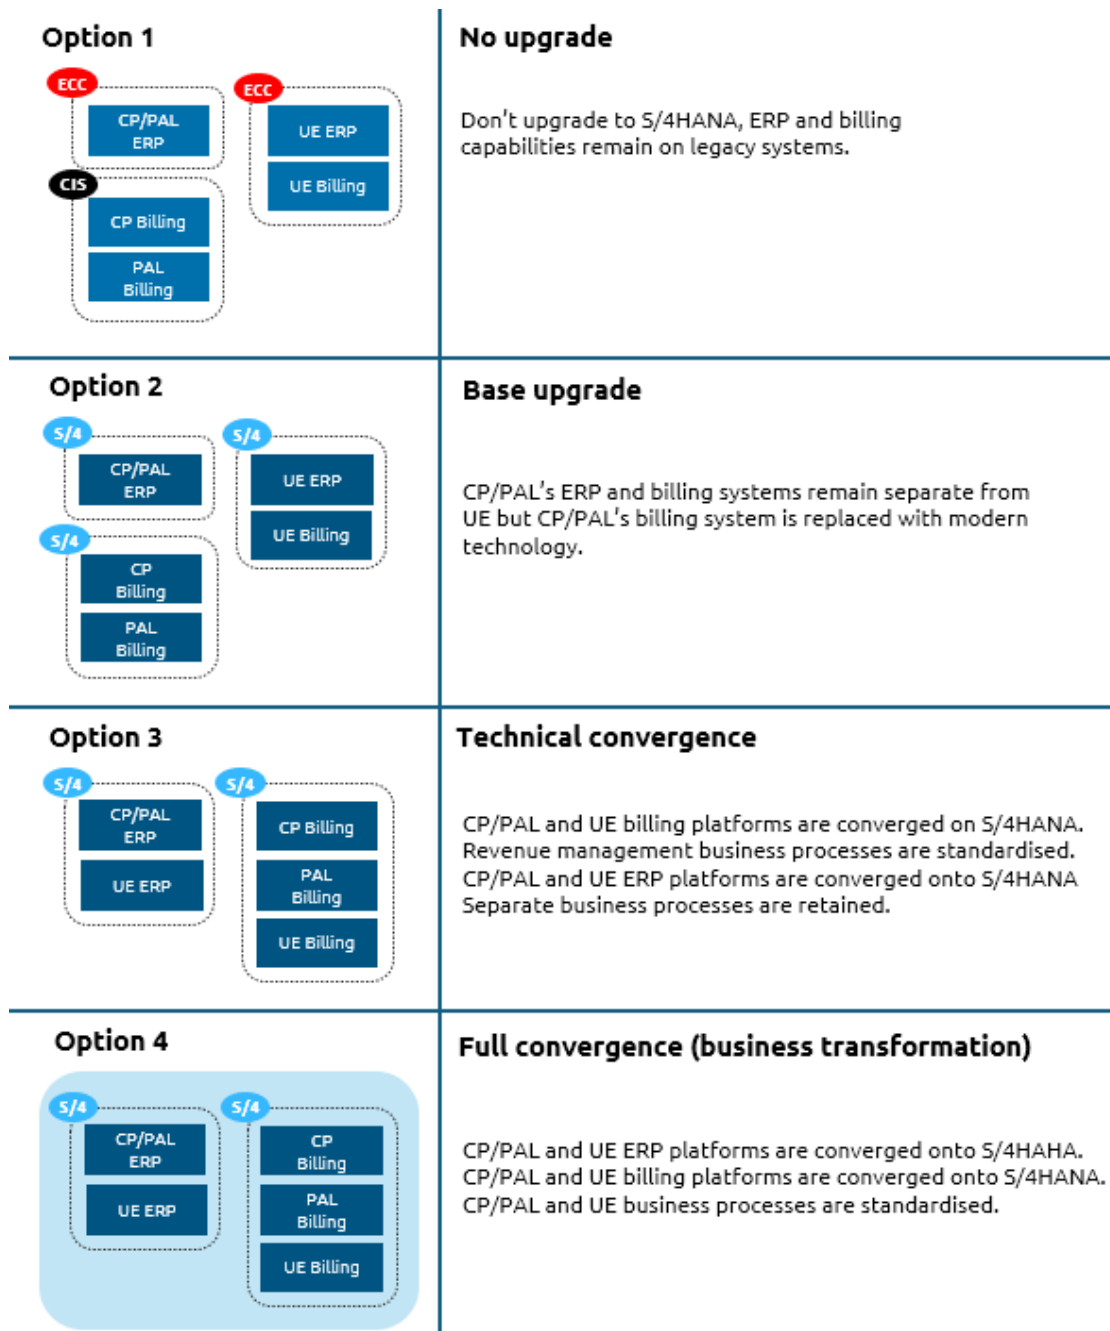 Option 1
No upgrade
ECC
CP/PAL
ERP
ECC
UE ERP
UE Billing
CIS
CP Billing
PAL
Billing
Don't upgrade to S/4HANA, ERP and billing
capabilities remain on legacy systems.
Option 2
Base upgrade
S/4
CP/PAL
ERP
S/4
UE ERP
UE Billing
S/4
CP
Billing
PAL
Billing
CP/PAL's ERP and billing systems remain separate from
UE but CP/PAL's billing system is replaced with modern
technology.
Option 3
Technical convergence
S/4
CP/PAL
ERP
UE ERP
S/4
CP Billing
PAL
Billing
UE Billing
CP/PAL and UE billing platforms are converged on S/4HANA.
Revenue management business processes are standardised.
CP/PAL and UE ERP platforms are converged onto S/4HANA
Separate business processes are retained.
Option 4
Full convergence (business transformation)
S/4
CP/PAL
ERP
UE ERP
S/4
CP
Billing
PAL
Billing
UE Billing
CP/PAL and UE ERP platforms are converged onto S/4HAHA.
CP/PAL and UE billing platforms are converged onto S/4HANA.
CP/PAL and UE business processes are standardised.